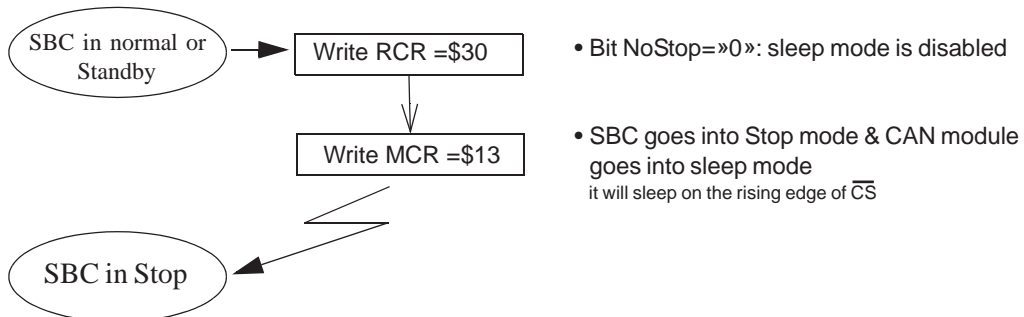 SBC in normal or
Standby
Write RCR =$30
• Bit NoStop=»0»: sleep mode is disabled
Write MCR =$13
• SBC goes into Stop mode & CAN module
goes into sleep mode
it will sleep on the rising edge of C̅S̅
SBC in Stop